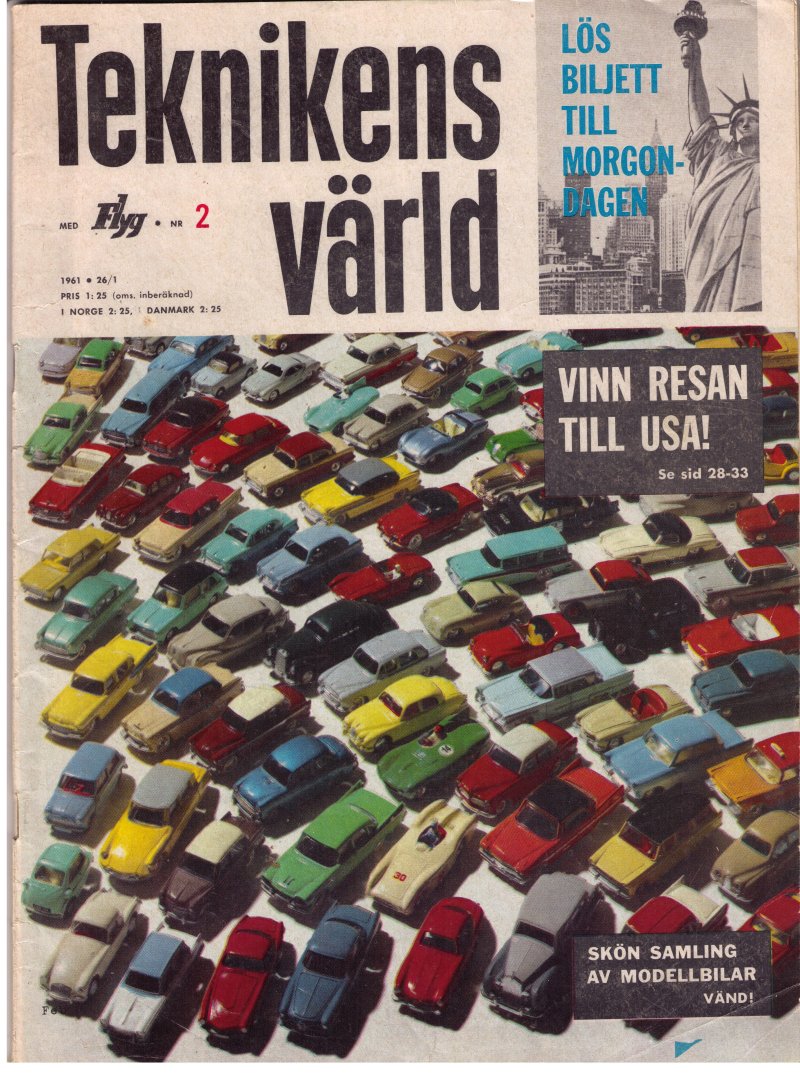 Teknikens
värld
MED Flyg • NR 2
1961 • 26/1
PRIS 1:25 (oms. inberäknad)
I NORGE 2:25, I DANMARK 2:25
LÖS
BILJETT
TILL
MORGON-
DAGEN
VINN RESAN
TILL USA!
Se sid 28-33
30
SKÖN SAMLING
AV MODELLBILAR
VÄND!